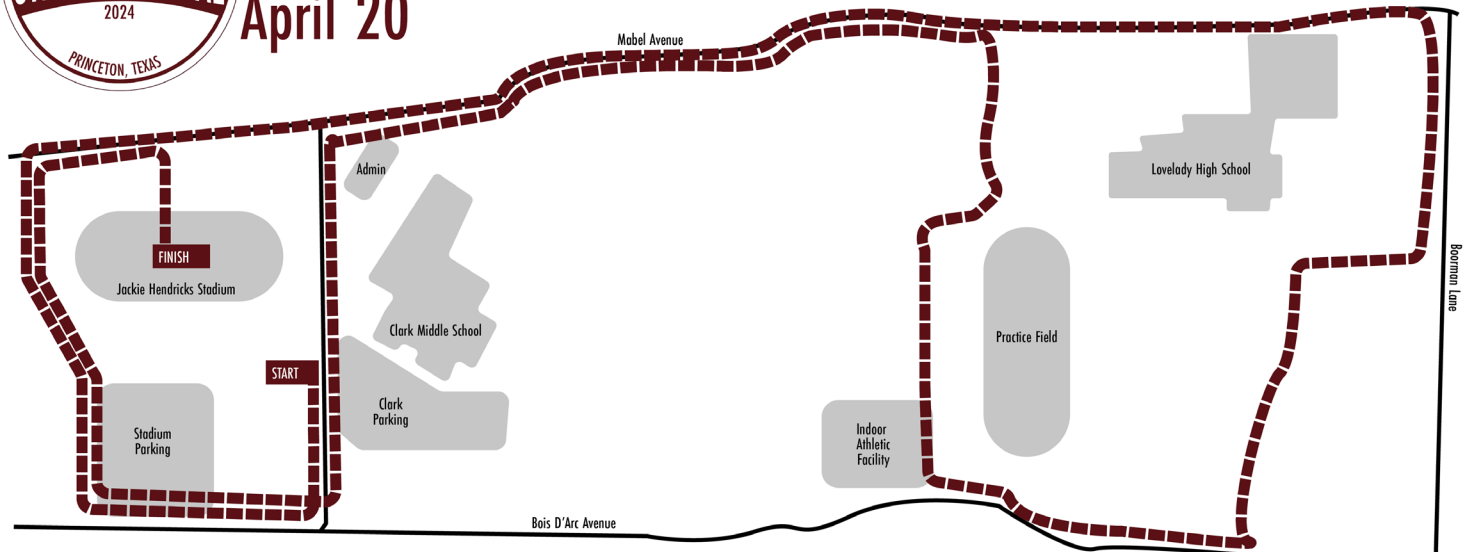 2024
PRINCETON, TEXAS
April 20
Mabel Avenue
Admin
Lovelady High School
FINISH
Jackie Hendricks Stadium
Boorman Lane
Clark Middle School
Practice Field
START
Clark
Parking
Stadium
Parking
Indoor
Athletic
Facility
Bois D'Arc Avenue